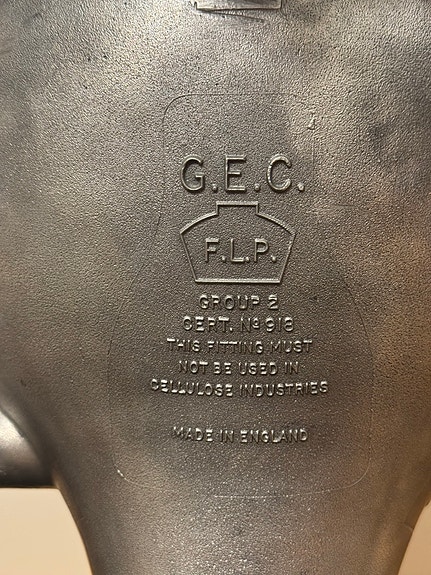 G.E.C.
F.L.P.
GROUP 2
CERT. Nº 918
THIS FITTING MUST
NOT BE USED IN
CELLULOSE INDUSTRIES
MADE IN ENGLAND